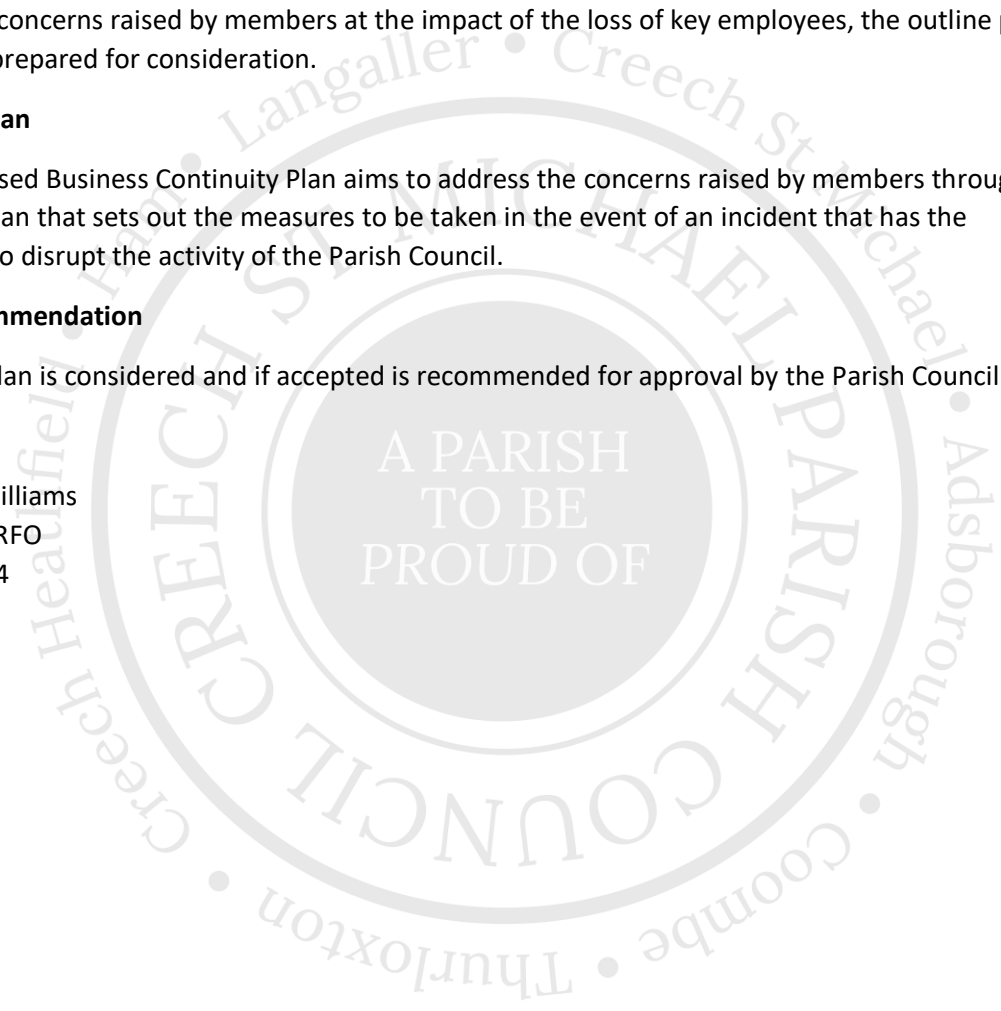 concerns raised by members at the impact of the loss of key employees, the outline p
prepared for consideration.
an
sed Business Continuity Plan aims to address the concerns raised by members throug
an that sets out the measures to be taken in the event of an incident that has the
o disrupt the activity of the Parish Council.
mmendation
lan is considered and if accepted is recommended for approval by the Parish Council
illiams
RFO
4
Langaller • Creech St Michael • Adsborough • Coombe • Thurloxton • Creech Heathfield • Ham •
CREECH ST MICHAEL PARISH COUNCIL
A PARISH
TO BE
PROUD OF